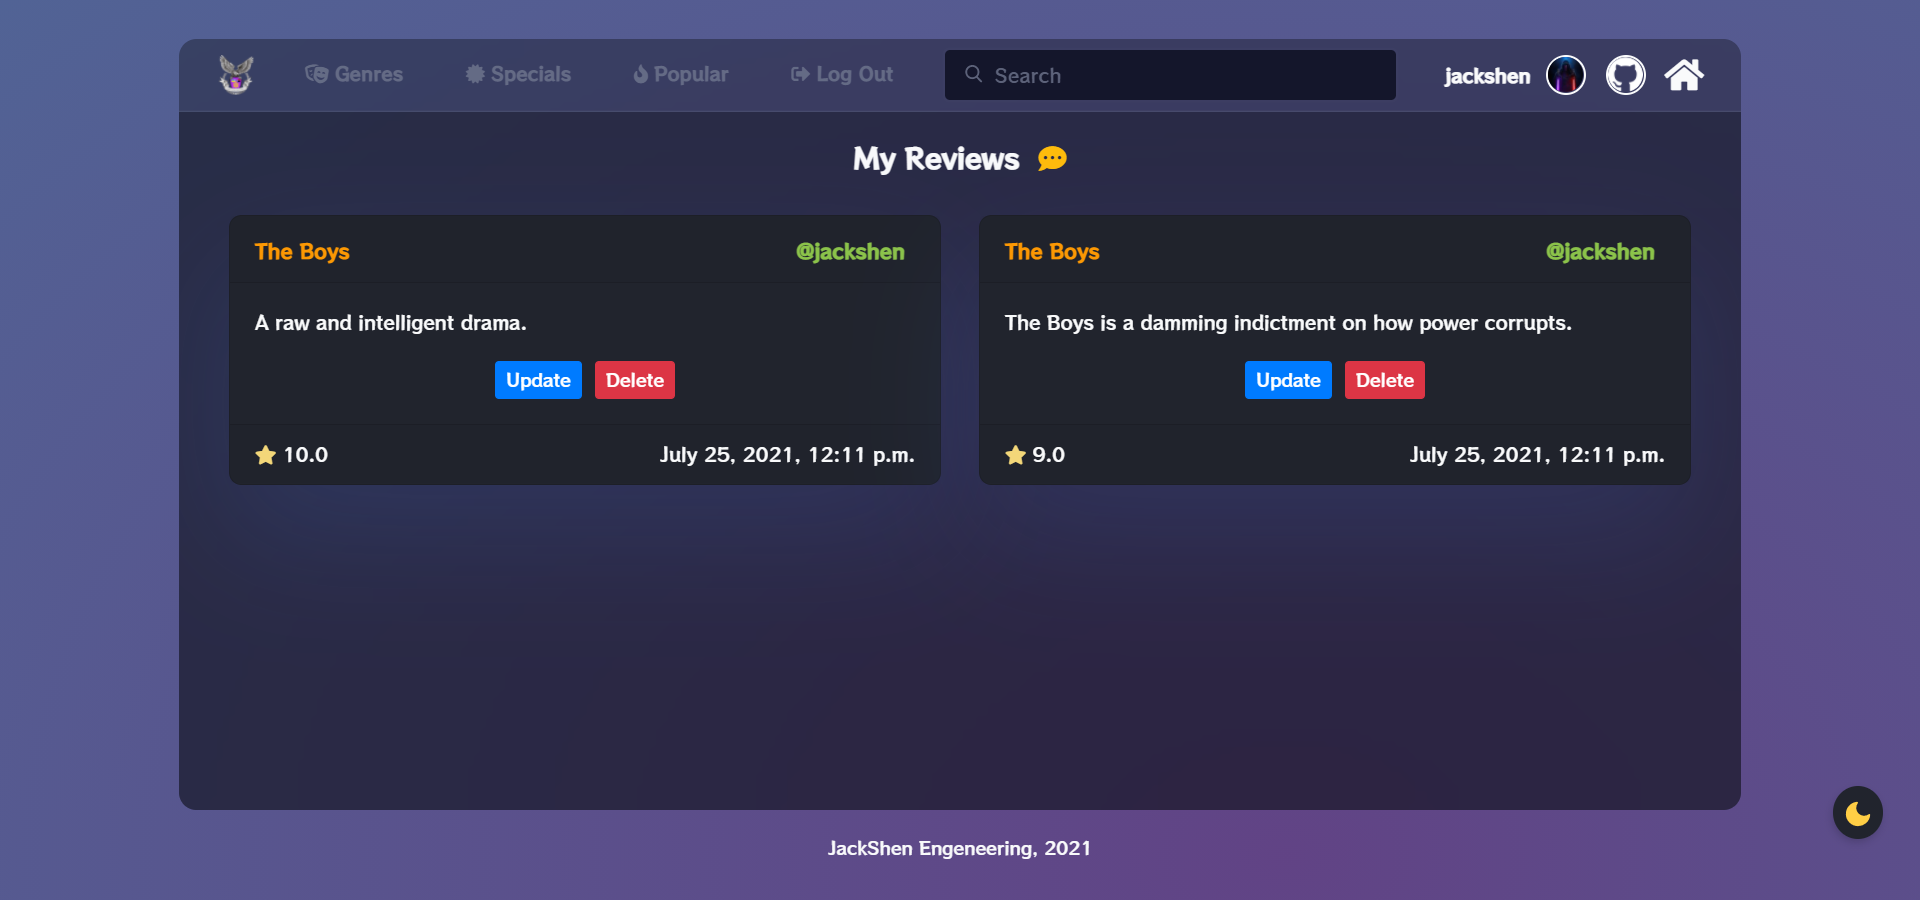 Genres Specials Popular Log Out Search jackshen
My Reviews
The Boys @jackshen
A raw and intelligent drama.
Update Delete
10.0 July 25, 2021, 12:11 p.m.
The Boys @jackshen
The Boys is a damming indictment on how power corrupts.
Update Delete
9.0 July 25, 2021, 12:11 p.m.
JackShen Engeneering, 2021